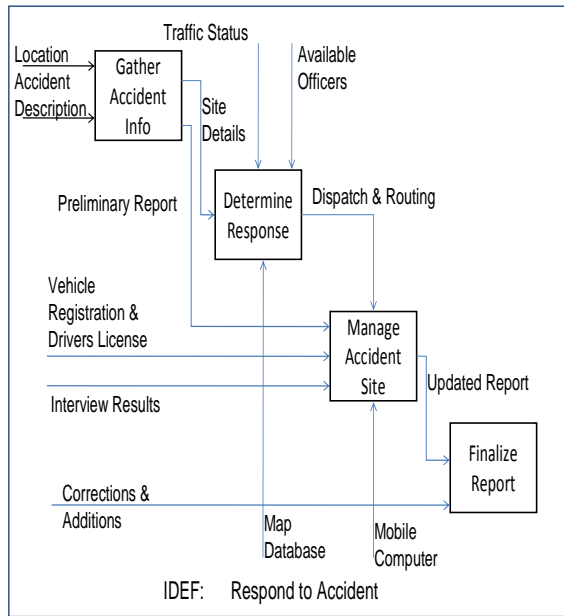 Traffic Status
Location
Accident
Description
Gather
Accident
Info
Available
Officers
Site
Details
Preliminary Report
Determine
Response
Dispatch & Routing
Vehicle
Registration &
Drivers License
Manage
Accident
Site
Interview Results
Updated Report
Finalize
Report
Corrections &
Additions
Map
Database
Mobile
Computer
IDEF: Respond to Accident